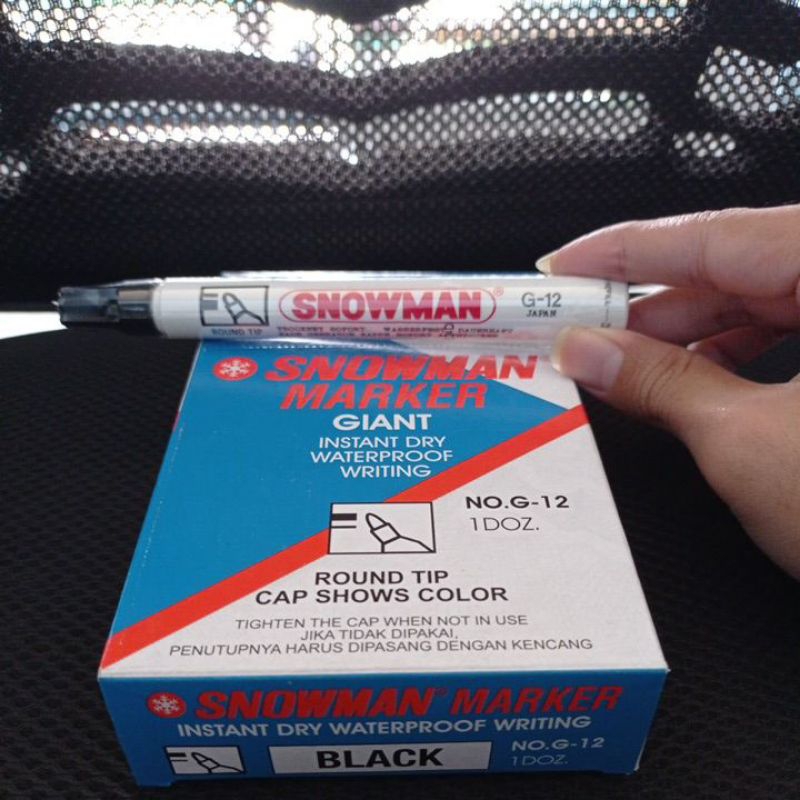 SNOWMAN®
G-12
JAPAN
ROUND TIP
SNOWMAN
MARKER
GIANT
INSTANT DRY
WATERPROOF
WRITING
NO.G-12
1DOZ.
ROUND TIP
CAP SHOWS COLOR
TIGHTEN THE CAP WHEN NOT IN USE
JIKA TIDAK DIPAKAI,
PENUTUPNYA HARUS DIPASANG DENGAN KENCANG
SNOWMAN® MARKER
INSTANT DRY WATERPROOF WRITING
BLACK
NO.G-12
1DOZ.